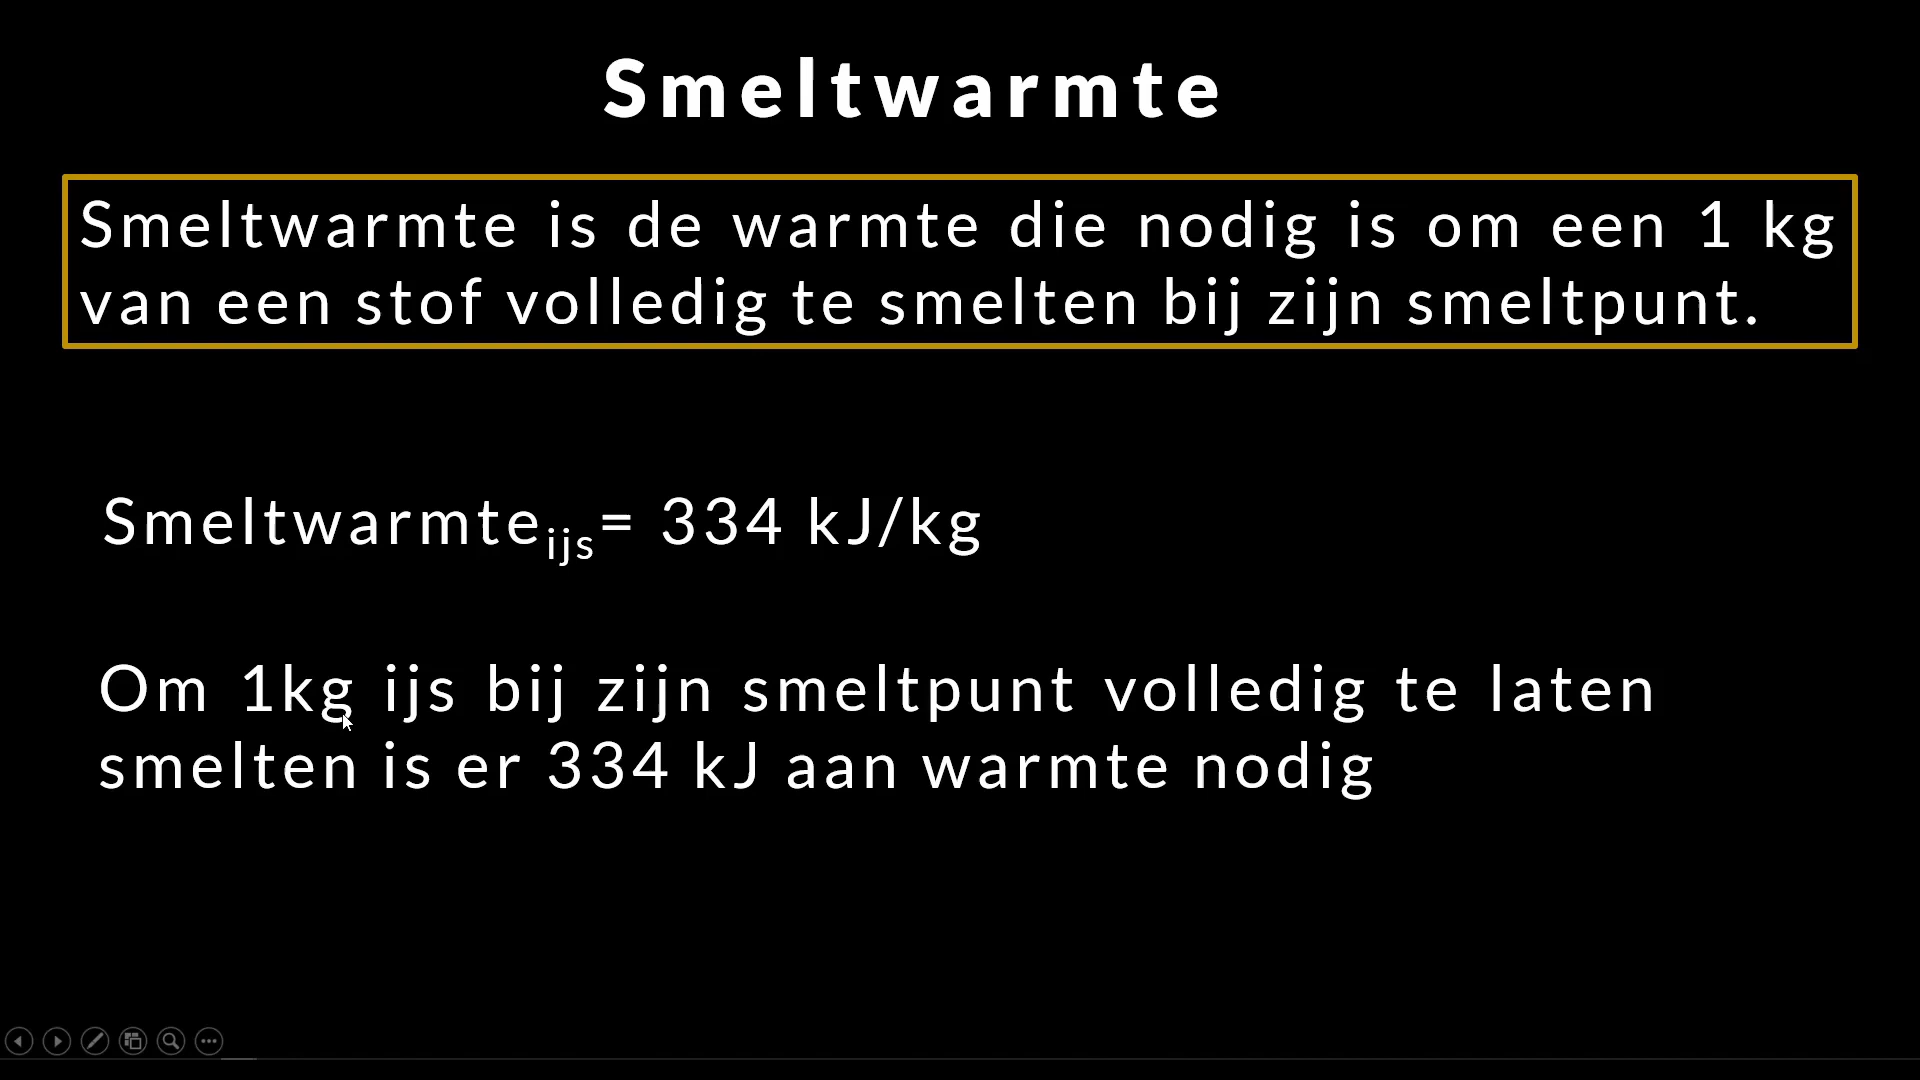 Smeltwarmte
Smeltwarmte is de warmte die nodig is om een 1 kg
van een stof volledig te smelten bij zijn smeltpunt.
Smeltwarmteijs= 334 kJ/kg
Om 1kg ijs bij zijn smeltpunt volledig te laten
smelten is er 334 kJ aan warmte nodig